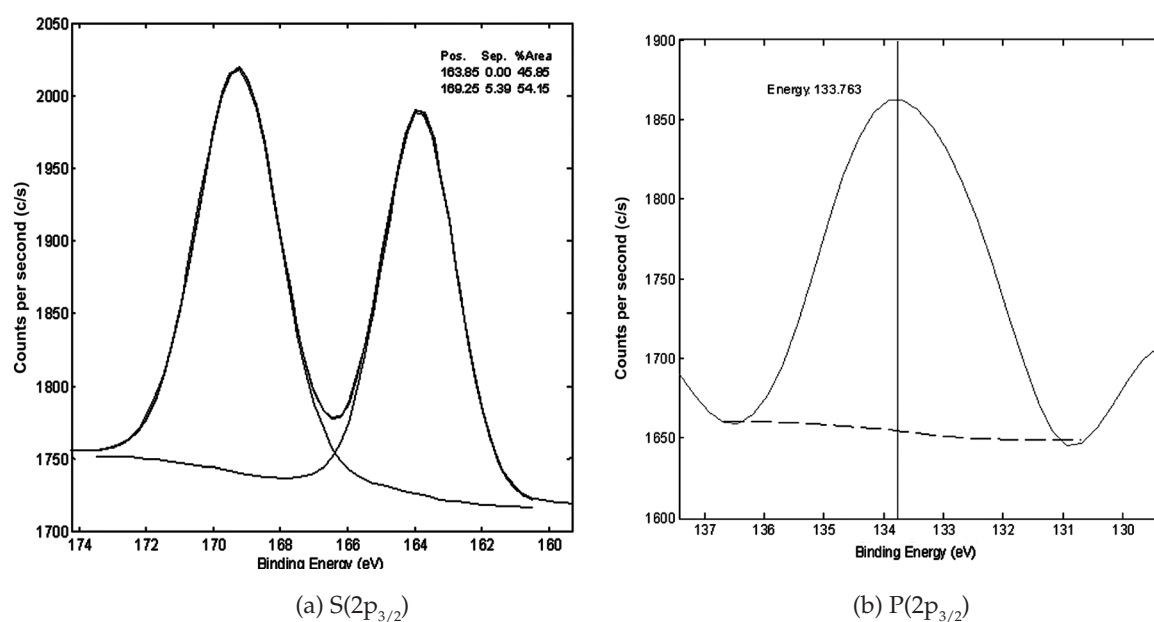 2050
2000
1950
1900
1850
1800
1750
1700
Counts per second (c/s)
Pos. Sep. %Area
163.85 0.00 45.85
169.25 5.39 54.15
174 172 170 168 166 164 162 160
Binding Energy (eV)
(a) S(2p3/2)
1900
1850
1800
1750
1700
1650
1600
Counts per second (c/s)
Energy: 133.763
137 136 135 134 133 132 131 130
Binding Energy (eV)
(b) P(2p3/2)